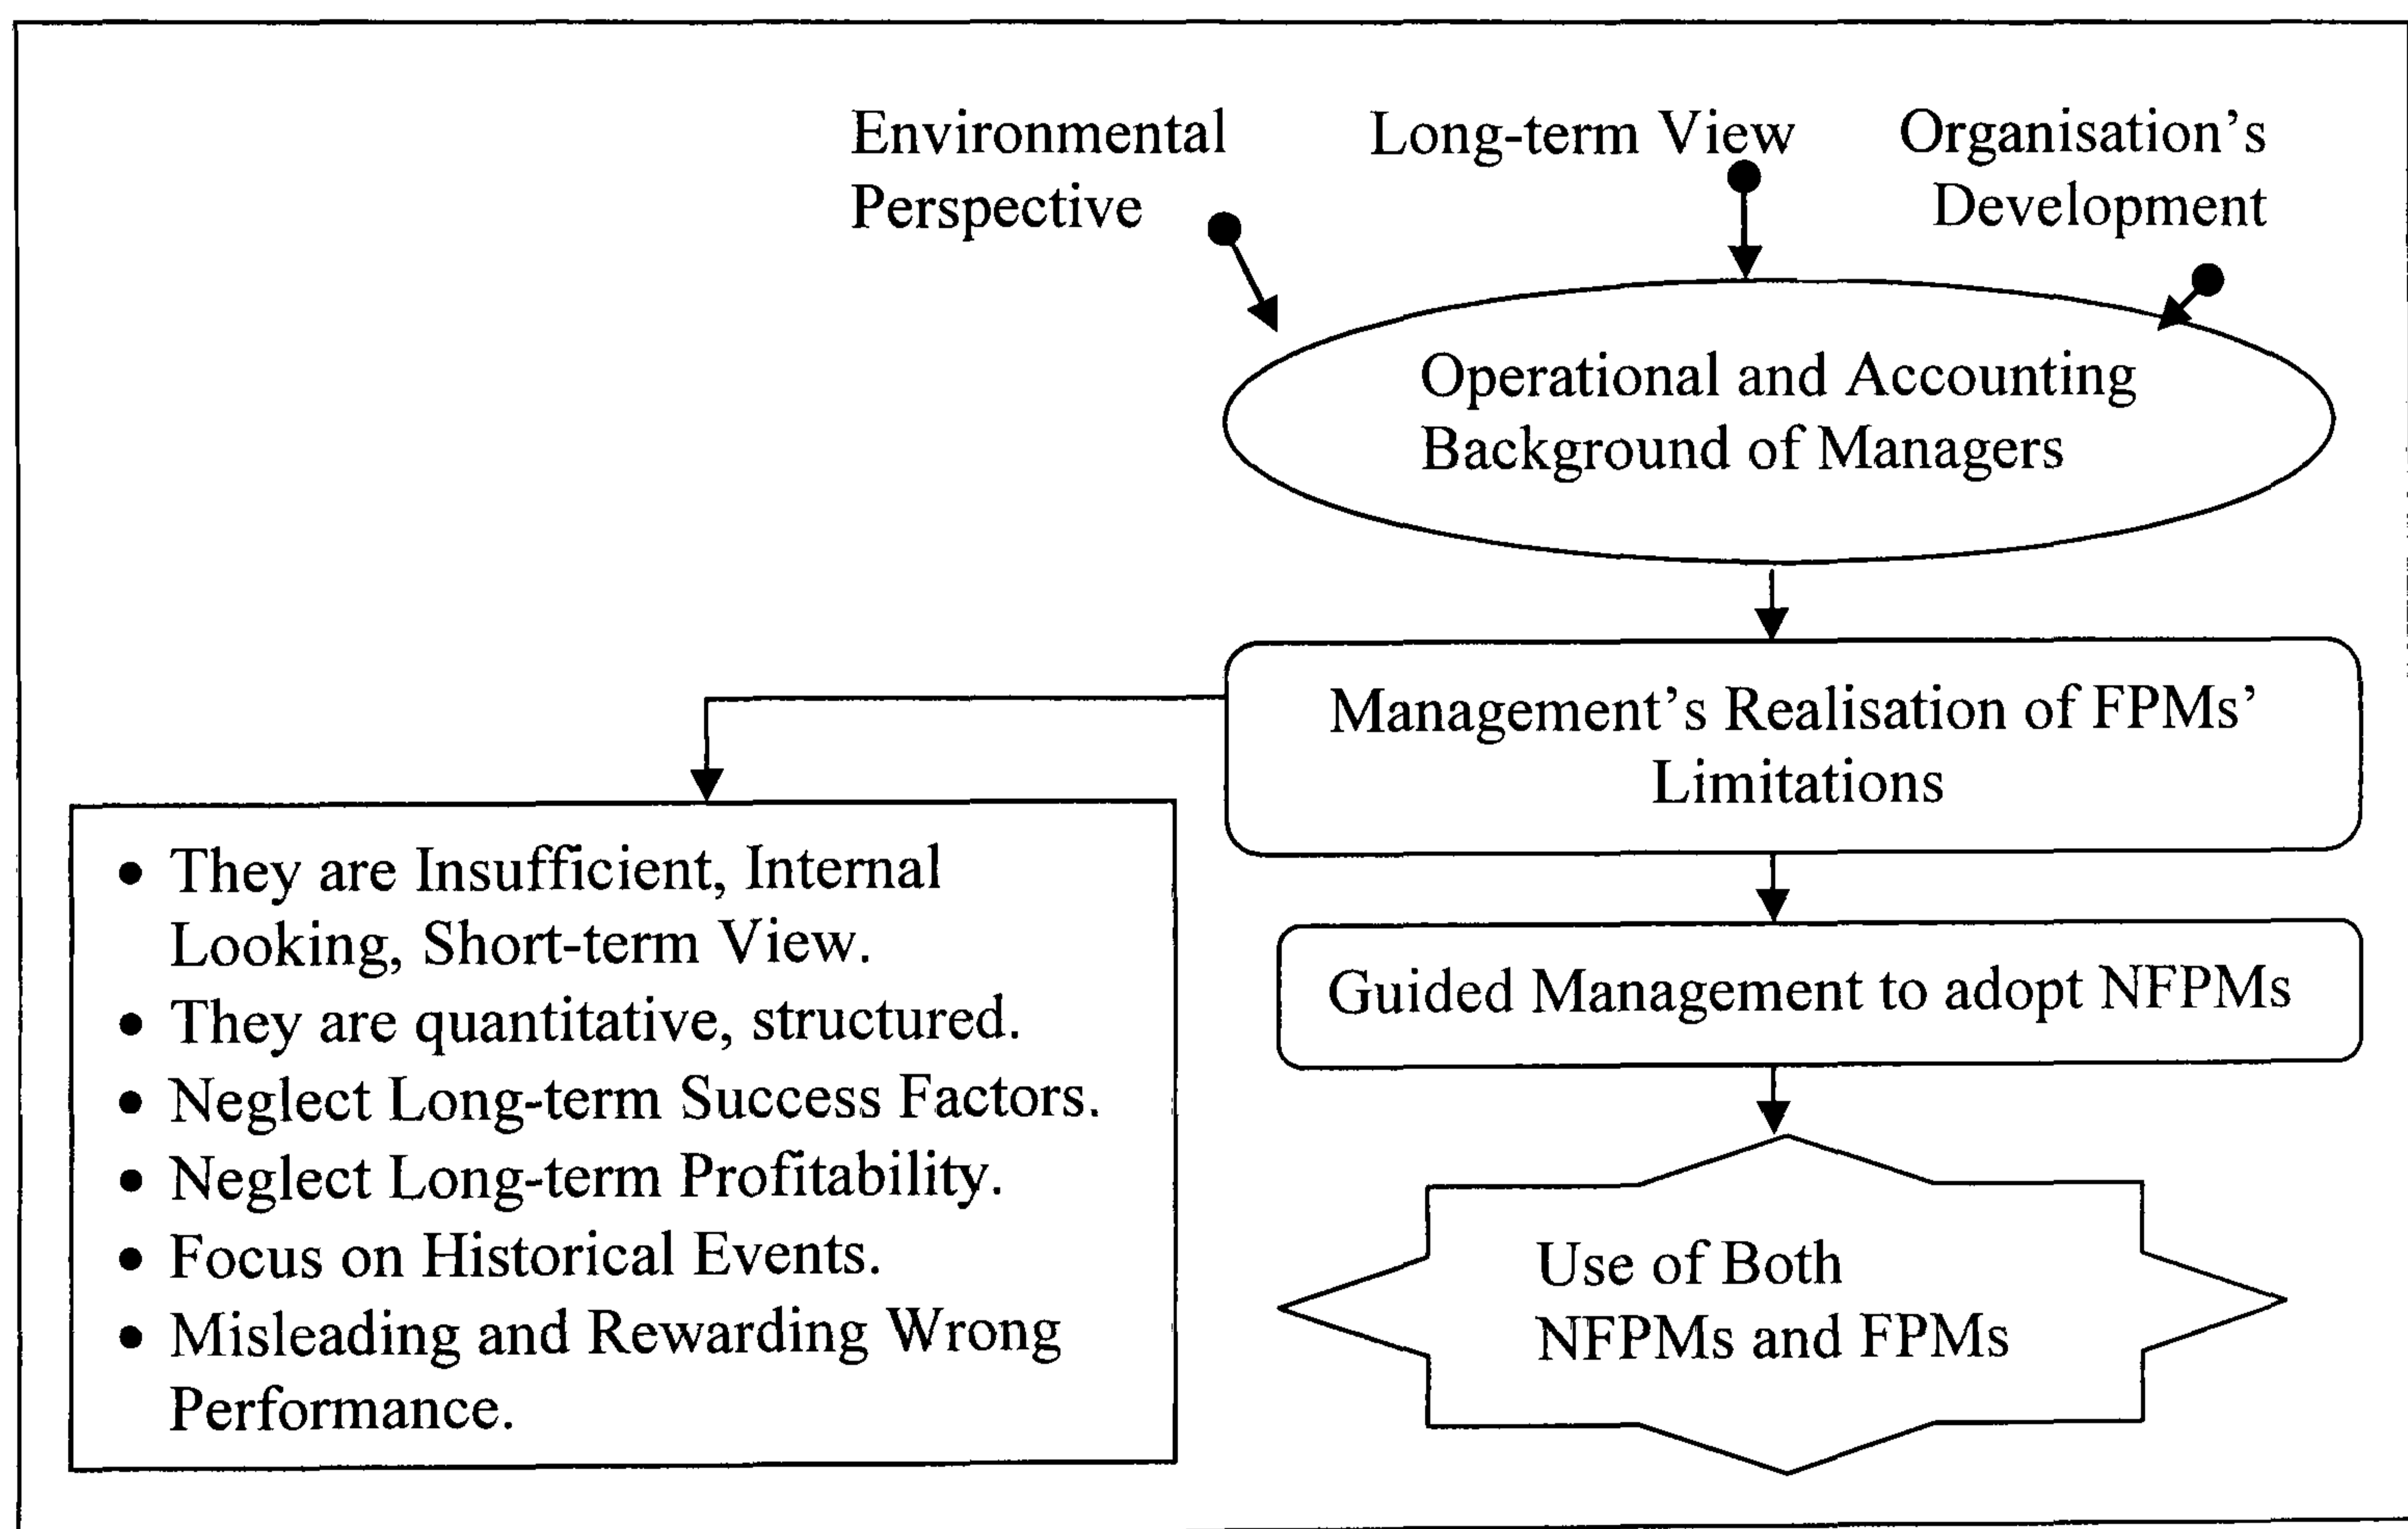 Environmental
Perspective
Long-term View
Organisation’s
Development
Operational and Accounting
Background of Managers
Management’s Realisation of FPMs’
Limitations
• They are Insufficient, Internal
Looking, Short-term View.
• They are quantitative, structured.
• Neglect Long-term Success Factors.
• Neglect Long-term Profitability.
• Focus on Historical Events.
• Misleading and Rewarding Wrong
Performance.
Guided Management to adopt NFPMs
Use of Both
NFPMs and FPMs